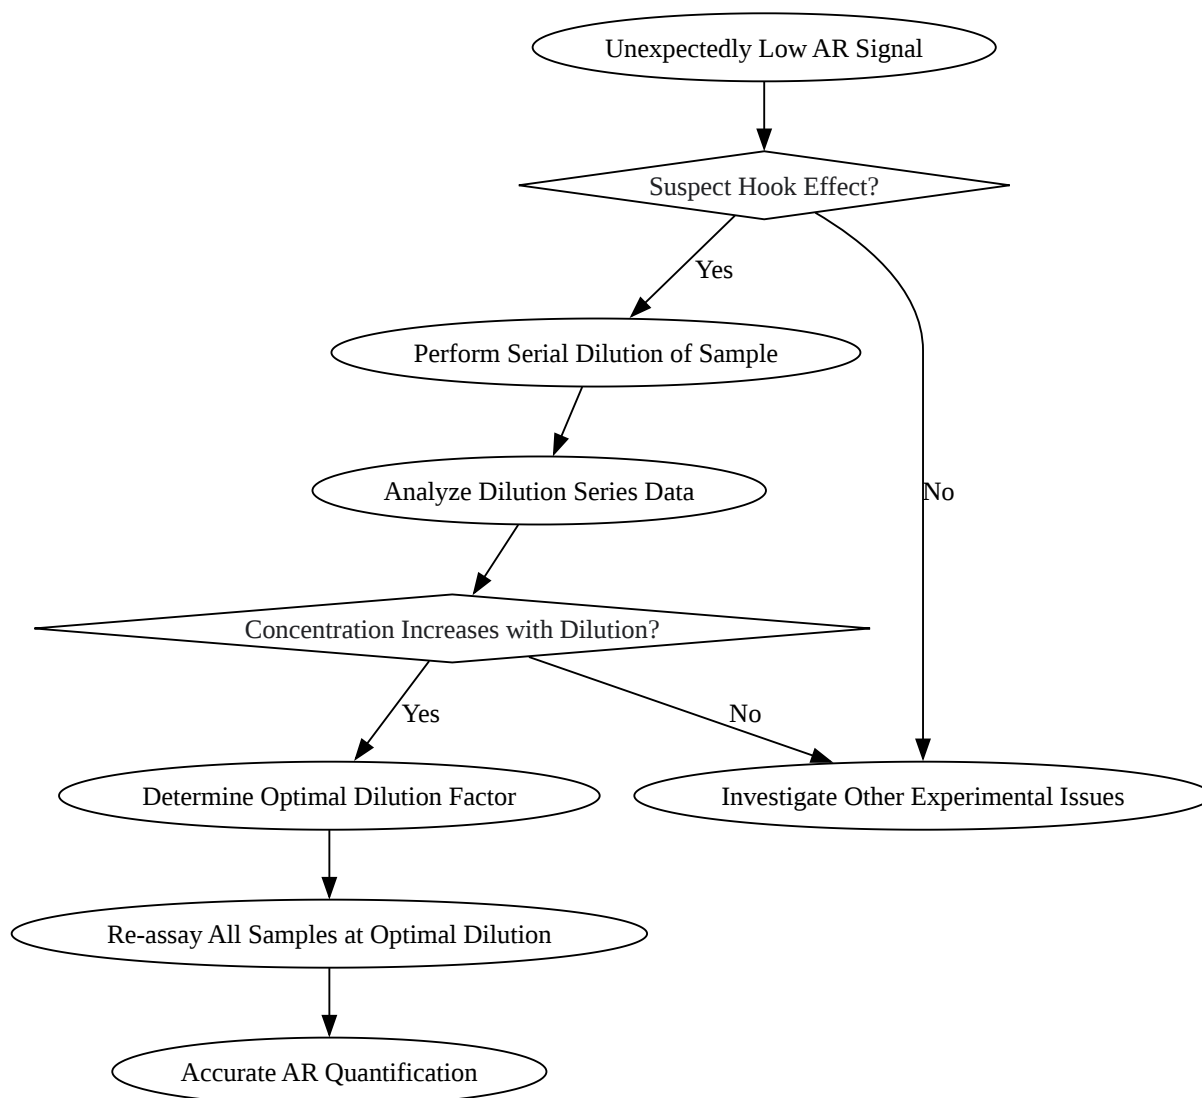 Unexpectedly Low AR Signal
Suspect Hook Effect?
Yes
Perform Serial Dilution of Sample
Analyze Dilution Series Data
No
Concentration Increases with Dilution?
Yes
No
Determine Optimal Dilution Factor
Investigate Other Experimental Issues
Re-assay All Samples at Optimal Dilution
Accurate AR Quantification